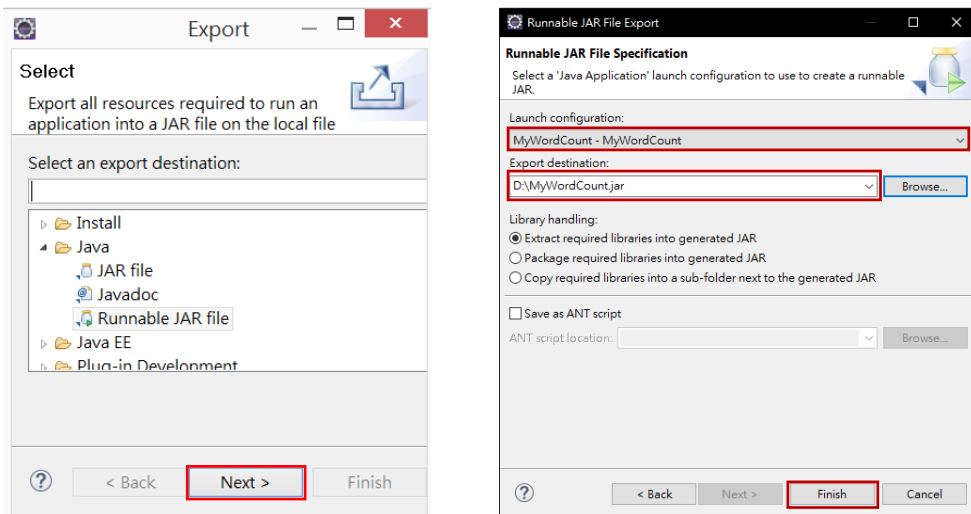 Export
Select
Export all resources required to run an
application into a JAR file on the local file
Select an export destination:
Install
Java
JAR file
Javadoc
Runnable JAR file
Java EE
Plug-in Development
?
< Back
Next >
Finish
Runnable JAR File Export
Runnable JAR File Specification
Select a 'Java Application' launch configuration to use to create a runnable
JAR.
Launch configuration:
MyWordCount - MyWordCount
Export destination:
D:\MyWordCount.jar
Browse...
Library handling:
Extract required libraries into generated JAR
Package required libraries into generated JAR
Copy required libraries into a sub-folder next to the generated JAR
Save as ANT script
ANT script location:
Browse...
?
< Back
Next >
Finish
Cancel